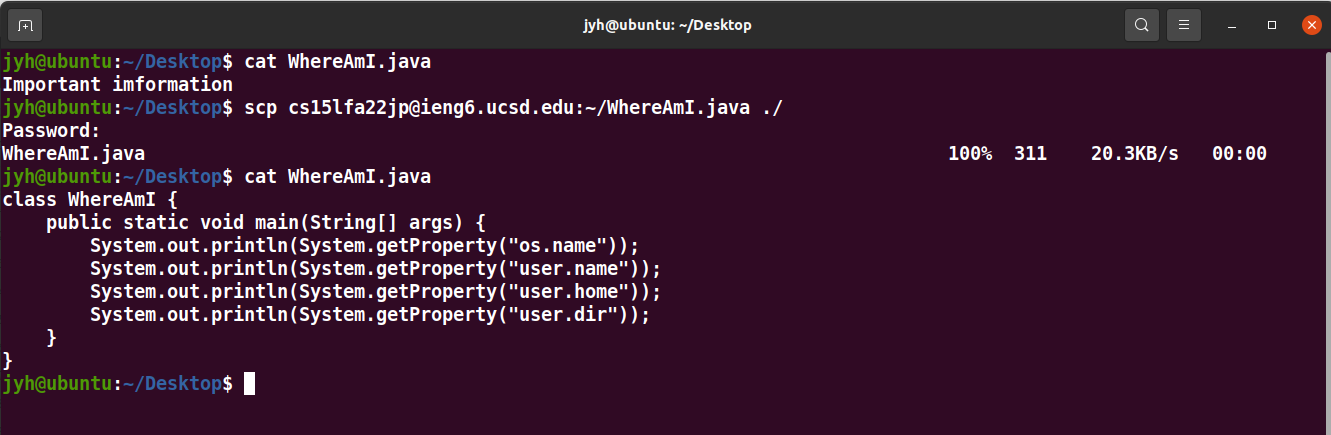 jyh@ubuntu: ~/Desktop
jyh@ubuntu:~/Desktop$ cat WhereAmI.java
Important imformation
jyh@ubuntu:~/Desktop$ scp cs15lfa22jp@ieng6.ucsd.edu:~/WhereAmI.java ./
Password:
WhereAmI.java 100% 311 20.3KB/s 00:00
jyh@ubuntu:~/Desktop$ cat WhereAmI.java
class WhereAmI {
    public static void main(String[] args) {
        System.out.println(System.getProperty("os.name"));
        System.out.println(System.getProperty("user.name"));
        System.out.println(System.getProperty("user.home"));
        System.out.println(System.getProperty("user.dir"));
    }
}
jyh@ubuntu:~/Desktop$